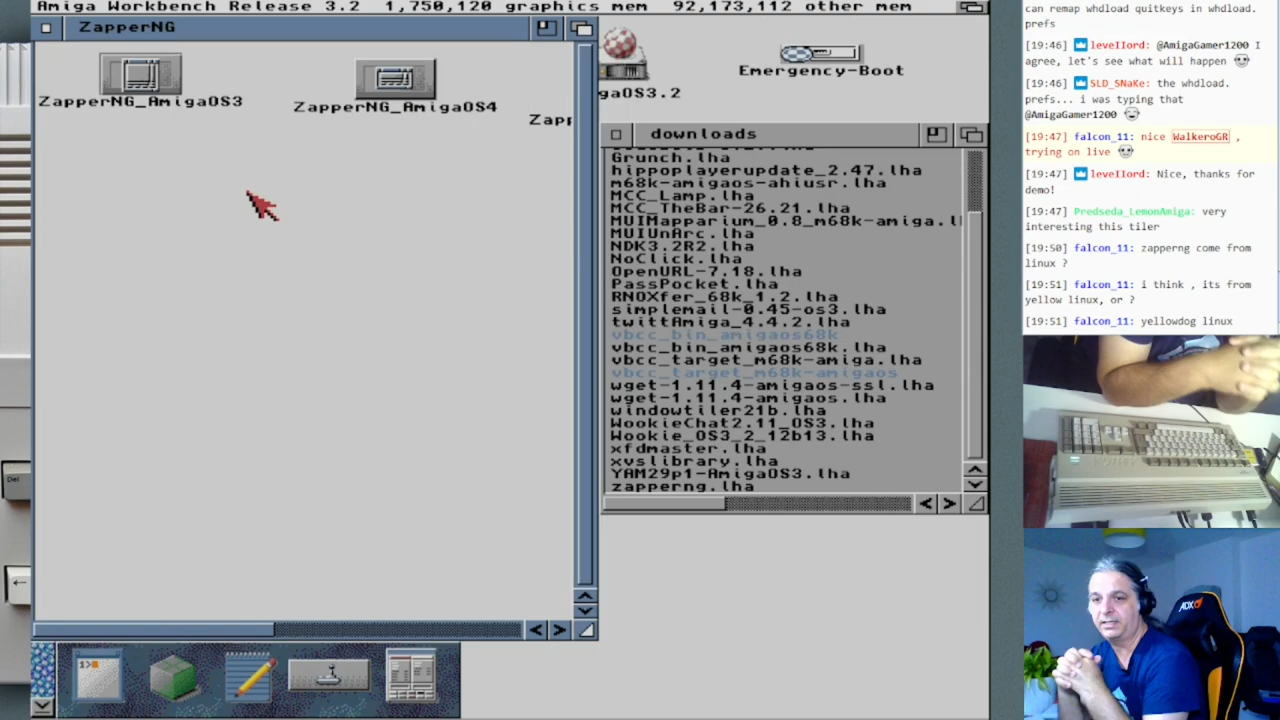 Amiga Workbench Release 3.2 1,750,120 graphics mem 92,173,112 other mem
ZapperNG
ZapperNG_AmigaOS3
ZapperNG_AmigaOS4
Zapp
gaOS3.2
Emergency-Boot
downloads
Grunch.lha
hippoplayerupdate_2.47.lha
m68k-amigaos-ahiusr.lha
MCC_Lamp.lha
MCC_TheBar-26.21.lha
MUIMapparium_0.8_m68k-amiga.l
MUIUnArc.lha
NDK3.2R2.lha
NoClick.lha
OpenURL-7.18.lha
PassPocket.lha
RNOXfer_68k_1.2.lha
simplemail-0.45-os3.lha
twittAmiga_4.4.2.lha
vbcc_bin_amigaos68k
vbcc_bin_amigaos68k.lha
vbcc_target_m68k-amiga.lha
vbcc_target_m68k-amigaos
wget-1.11.4-amigaos-ssl.lha
wget-1.11.4-amigaos.lha
windowtiler21b.lha
WookieChat2.11_OS3.lha
Wookie_OS3_2_12b13.lha
xfdmaster.lha
xvslibrary.lha
YAM29p1-AmigaOS3.lha
zapperng.lha
1>
Del
can remap whdload quitkeys in whdload.
prefs
[19:46] leveIIord: @AmigaGamer1200 I
agree, let's see what will happen
[19:46] SLD_SNaKe: the whdload.
prefs... i was typing that
@AmigaGamer1200
[19:47] falcon_11: nice WalkeroGR ,
trying on live
[19:47] leveIIord: Nice, thanks for
demo!
[19:47] Predseda_LemonAmiga: very
interesting this tiler
[19:50] falcon_11: zapperng come from
linux ?
[19:51] falcon_11: i think , its from
yellow linux, or ?
[19:51] falcon_11: yellowdog linux
ADX